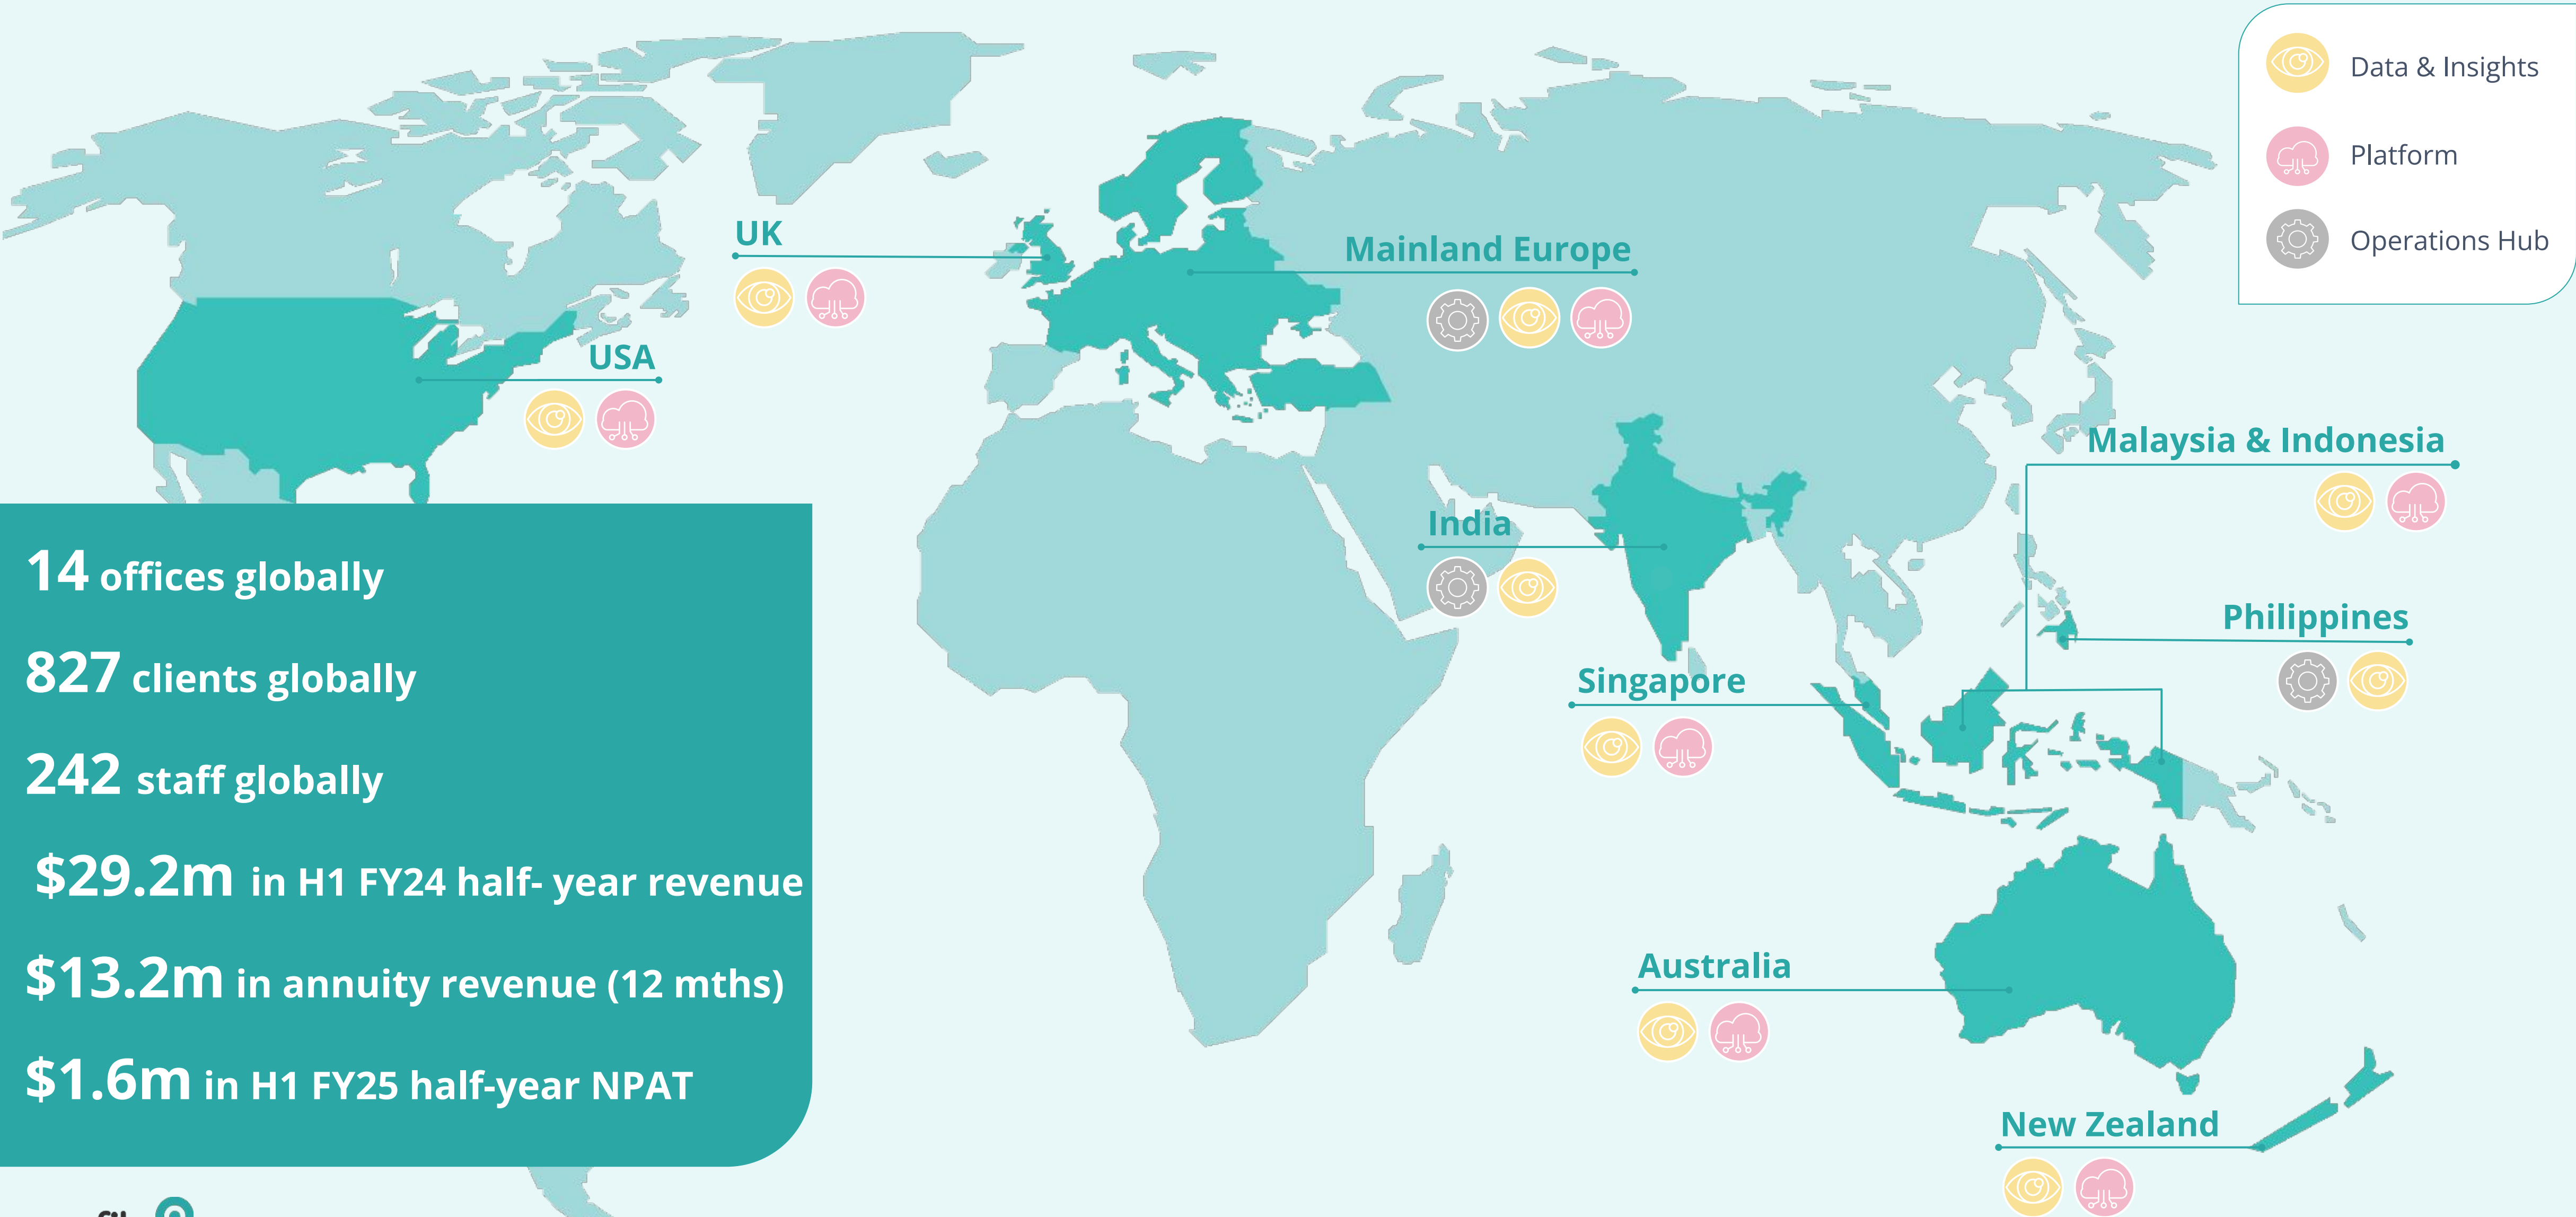 Data & Insights
Platform
Operations Hub
UK
Mainland Europe
USA
Malaysia & Indonesia
India
Philippines
Singapore
Australia
New Zealand
14 offices globally
827 clients globally
242 staff globally
$29.2m in H1 FY24 half- year revenue
$13.2m in annuity revenue (12 mths)
$1.6m in H1 FY25 half-year NPAT